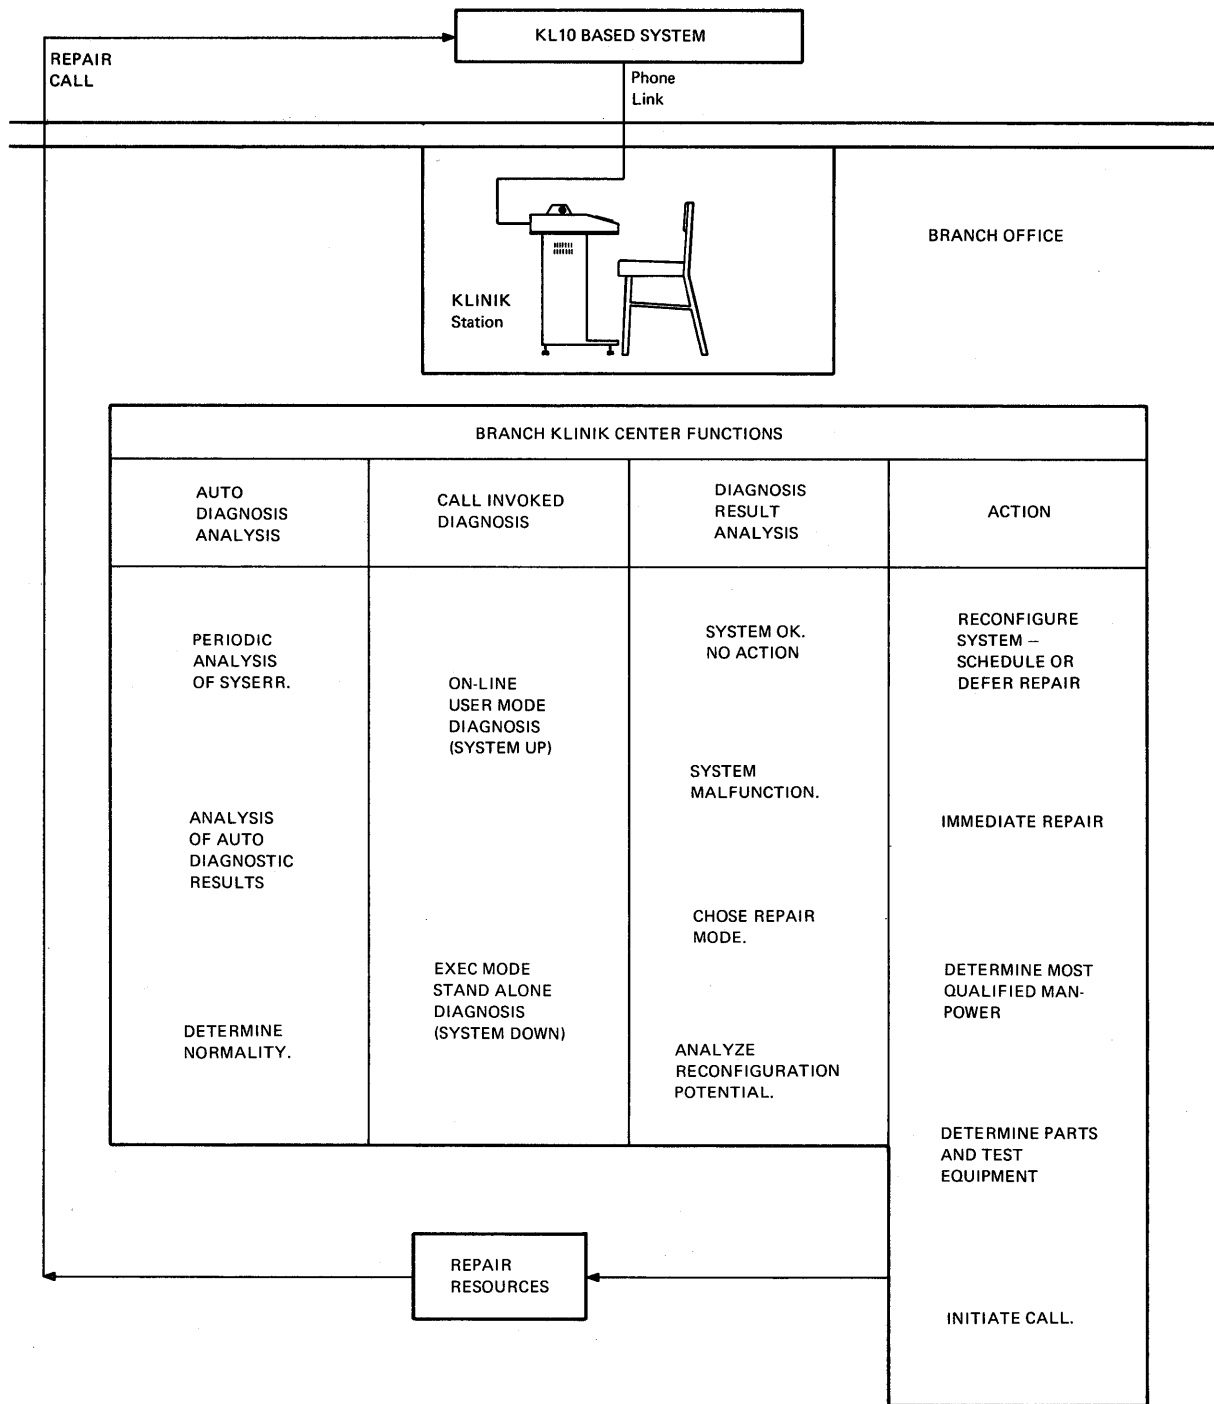 KL10 BASED SYSTEM
REPAIR
CALL
Phone
Link
BRANCH OFFICE
KLINIK
Station
BRANCH KLINIK CENTER FUNCTIONS
AUTO
DIAGNOSIS
ANALYSIS
CALL INVOKED
DIAGNOSIS
DIAGNOSIS
RESULT
ANALYSIS
ACTION
PERIODIC
ANALYSIS
OF SYSERR.
ANALYSIS
OF AUTO
DIAGNOSTIC
RESULTS
DETERMINE
NORMALITY.
ON-LINE
USER MODE
DIAGNOSIS
(SYSTEM UP)
EXEC MODE
STAND ALONE
DIAGNOSIS
(SYSTEM DOWN)
SYSTEM OK.
NO ACTION
SYSTEM
MALFUNCTION.
CHOSE REPAIR
MODE.
ANALYZE
RECONFIGURATION
POTENTIAL.
RECONFIGURE
SYSTEM –
SCHEDULE OR
DEFER REPAIR
IMMEDIATE REPAIR
DETERMINE MOST
QUALIFIED MAN-
POWER
DETERMINE PARTS
AND TEST
EQUIPMENT
INITIATE CALL.
REPAIR
RESOURCES